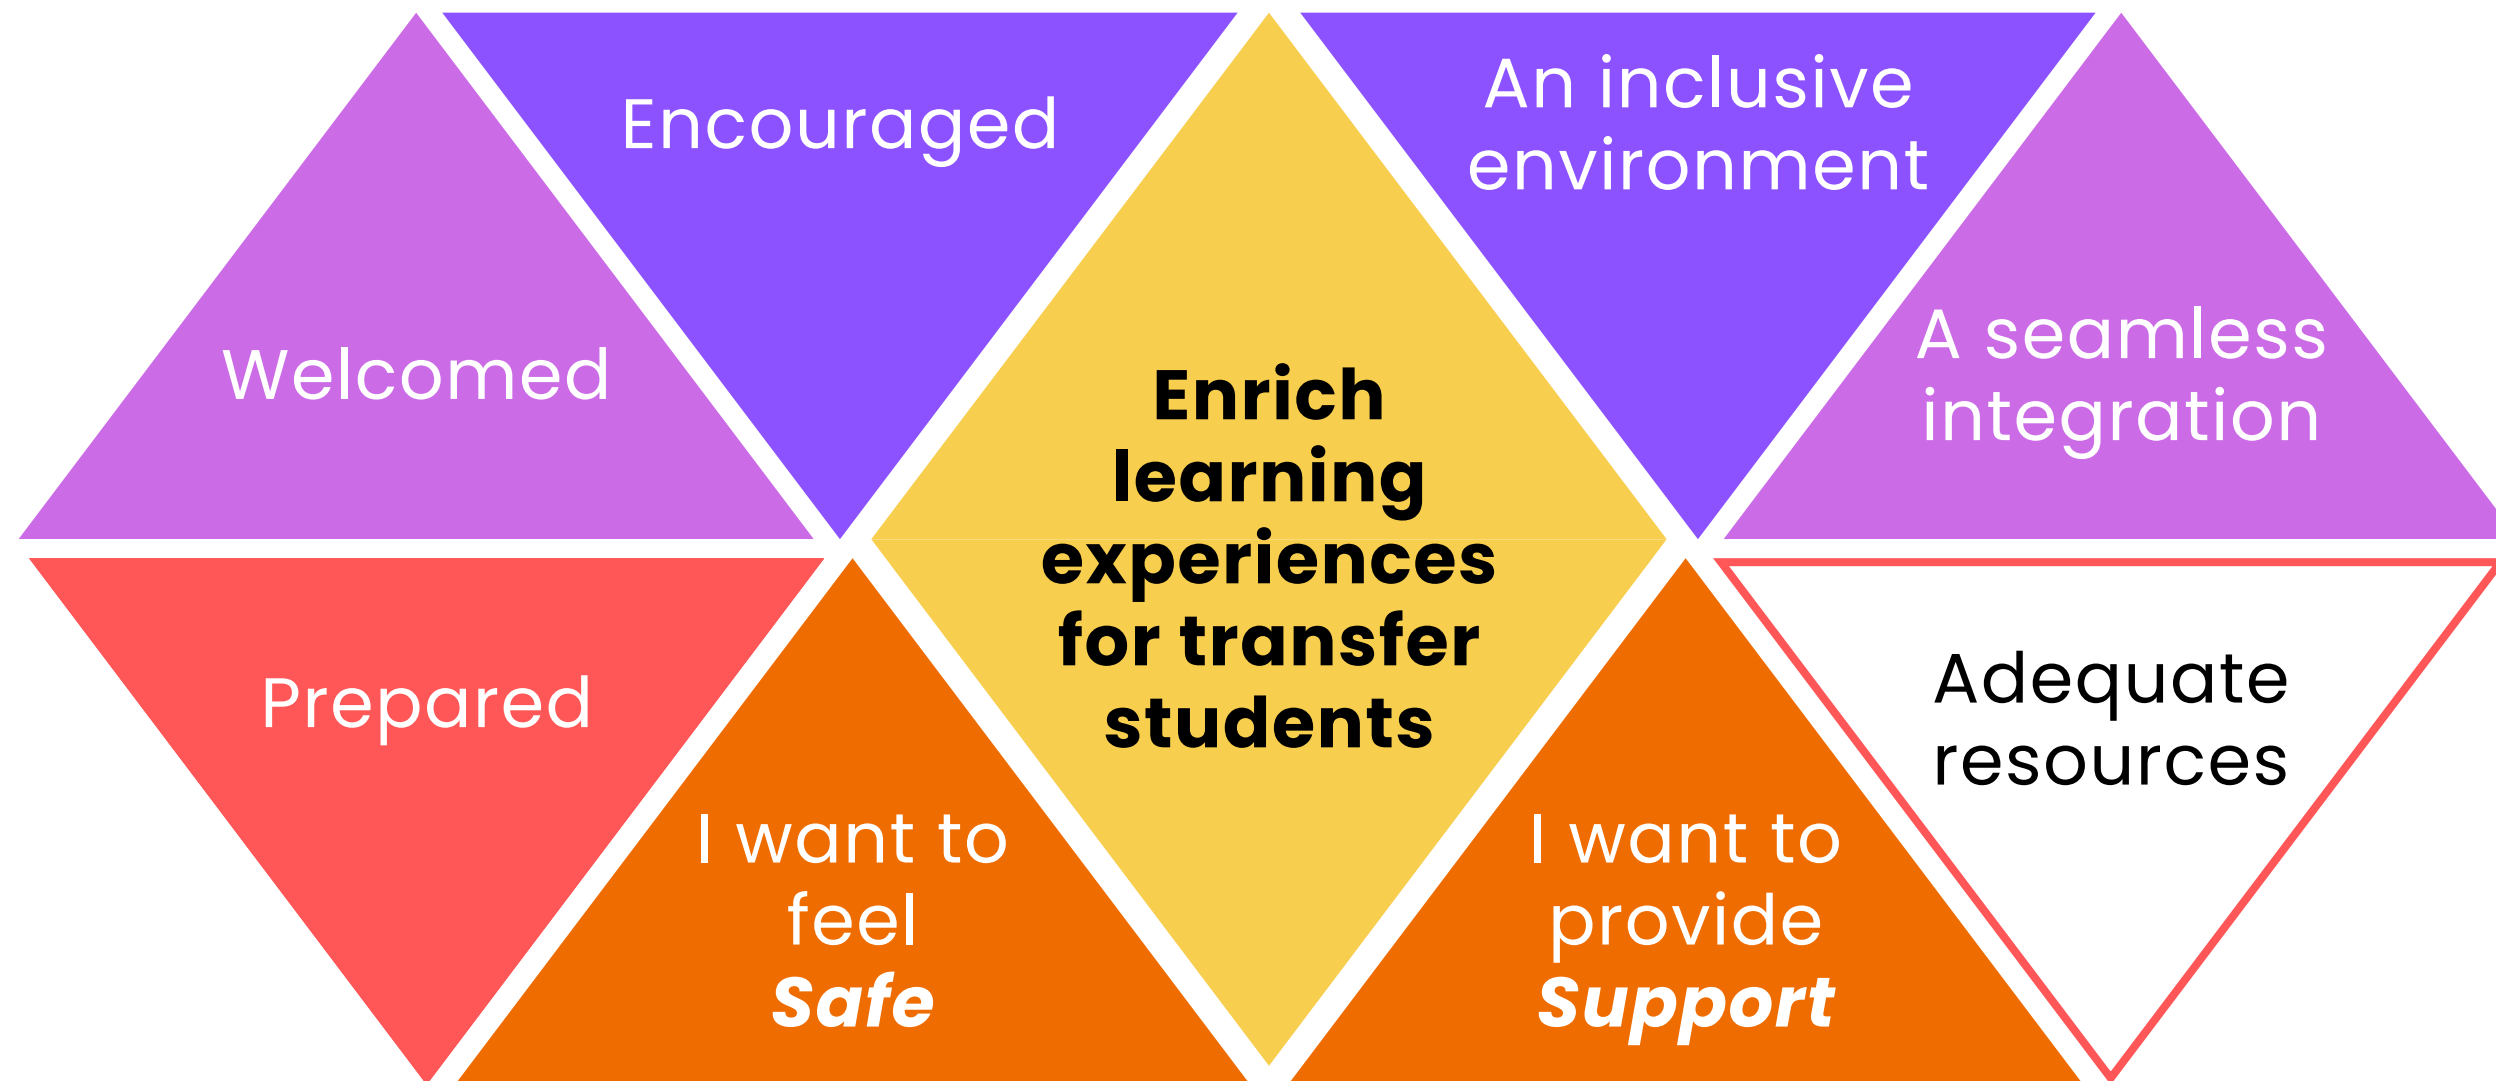 Encouraged
An inclusive
environment
Welcomed
Enrich
learning
experiences
for transfer
students
A seamless
integration
Prepared
Adequate
resources
I want to
feel
Safe
I want to
provide
Support